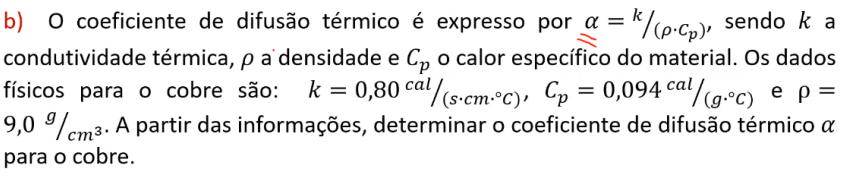 b) O coeficiente de difusão térmico é expresso por α = k/(ρ·Cp), sendo k a
condutividade térmica, ρ a densidade e Cp o calor específico do material. Os dados
físicos para o cobre são: k = 0,80 cal/(s·cm·°C), Cp = 0,094 cal/(g·°C) e ρ =
9,0 g/cm³. A partir das informações, determinar o coeficiente de difusão térmico α
para o cobre.